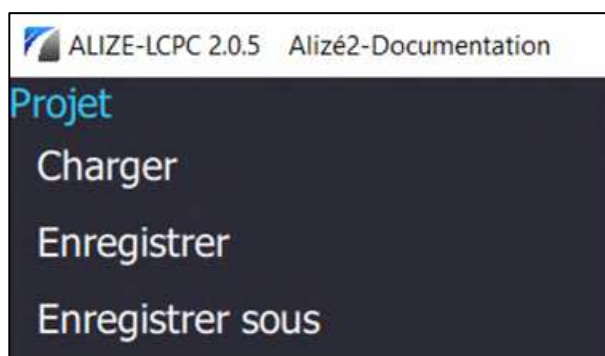 ALIZE-LCPC 2.0.5 Alizé2-Documentation
Projet
Charger
Enregistrer
Enregistrer sous